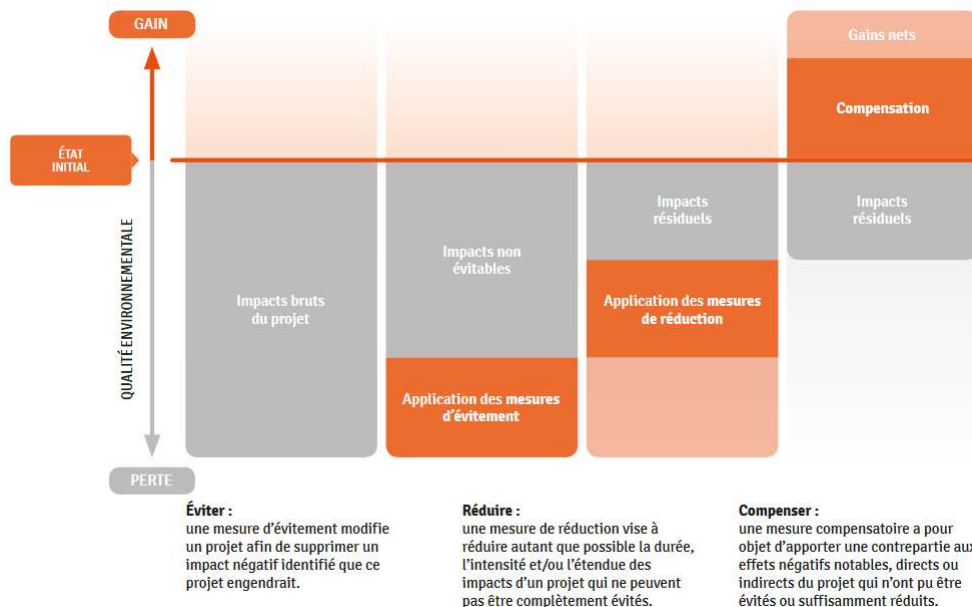 GAIN
ÉTAT
INITIAL
QUALITÉ ENVIRONNEMENTALE
PERTE
Impacts bruts
du projet
Impacts non
évitables
Application des mesures
d'évitement
Impacts
résiduels
Application des mesures
de réduction
Gains nets
Compensation
Impacts
résiduels
Éviter :
une mesure d'évitement modifie
un projet afin de supprimer un
impact négatif identifié que ce
projet engendrait.
Réduire :
une mesure de réduction vise à
réduire autant que possible la durée,
l'intensité et/ou l'étendue des
impacts d'un projet qui ne peuvent
pas être complètement évités.
Compenser :
une mesure compensatoire a pour
objet d'apporter une contrepartie aux
effets négatifs notables, directs ou
indirects du projet qui n'ont pu être
évités ou suffisamment réduits.